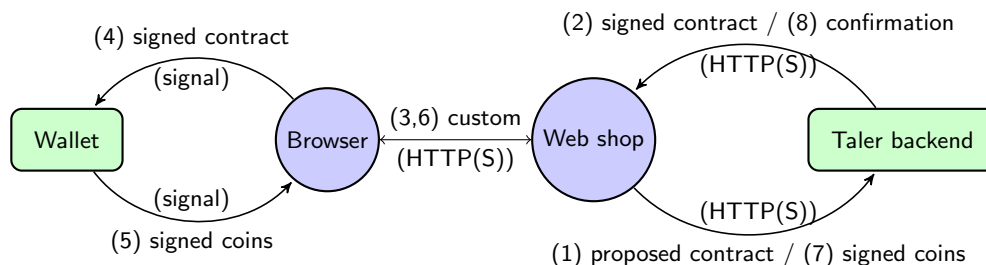 (4) signed contract
(signal)
(2) signed contract / (8) confirmation
(HTTP(S))
Wallet
Browser
(3,6) custom
(HTTP(S))
Web shop
Taler backend
(signal)
(5) signed coins
(HTTP(S))
(1) proposed contract / (7) signed coins